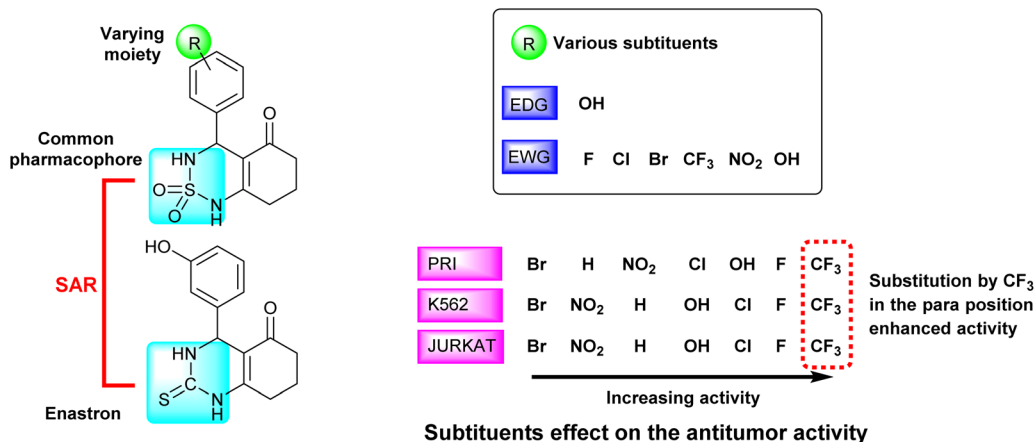 Varying
moiety
R
Common
pharmacophore
O
HN
O
S
O
N
H
SAR
HO
O
HN
C
S
N
H
Enastron
R Various subtituents
EDG OH
EWG F Cl Br CF₃ NO₂ OH
PRI Br H NO₂ Cl OH F CF₃
K562 Br NO₂ H OH Cl F CF₃
JURKAT Br NO₂ H OH Cl F CF₃
Substitution by CF₃
in the para position
enhanced activity
Increasing activity
Subtituents effect on the antitumor activity